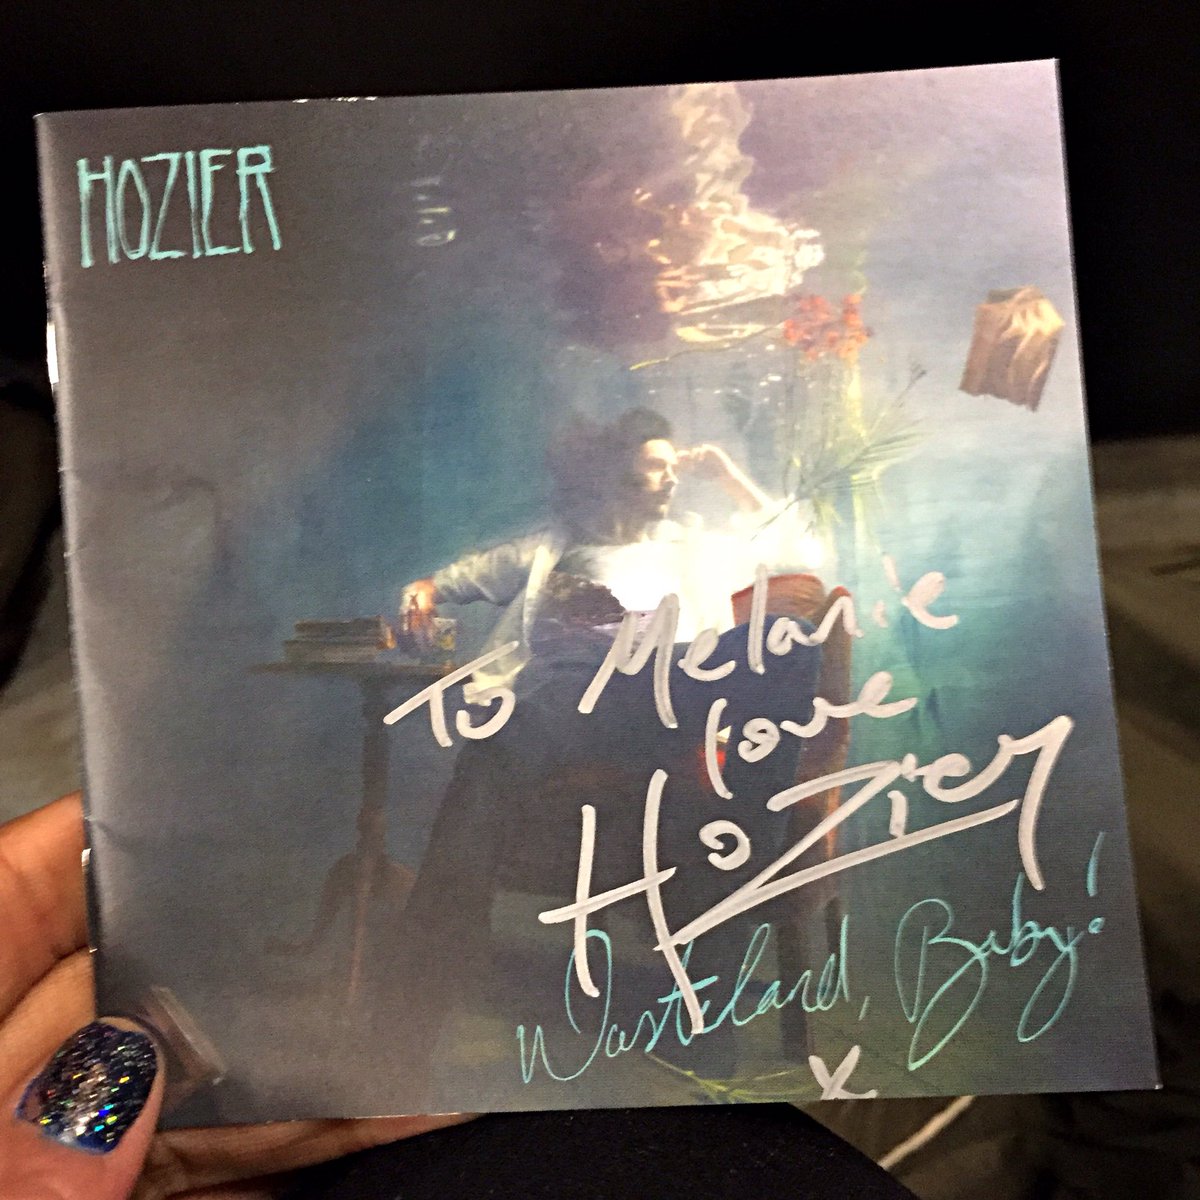 HOZIER
To Melanie
love
Hozier
Wasteland, Baby!
x